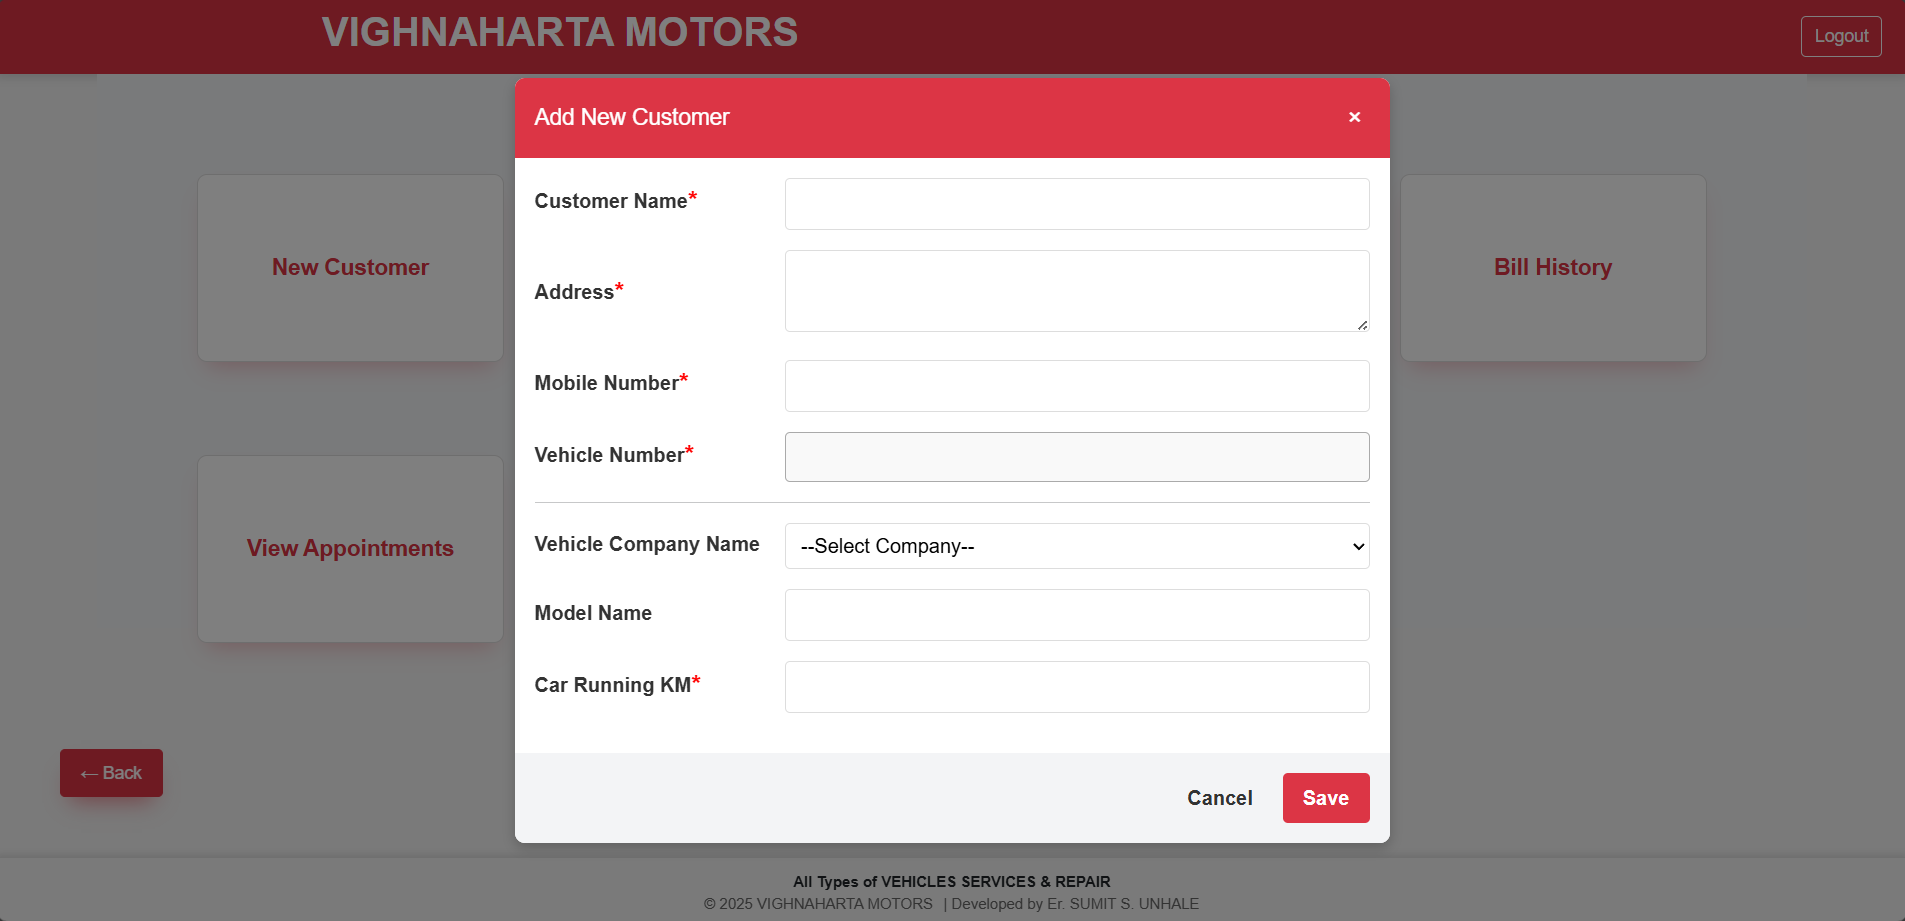 VIGHNAHARTA MOTORS
Logout
Add New Customer
×
Customer Name*
Address*
Mobile Number*
Vehicle Number*
Vehicle Company Name
--Select Company--
Model Name
Car Running KM*
Cancel
Save
New Customer
Bill History
View Appointments
← Back
All Types of VEHICLES SERVICES & REPAIR
© 2025 VIGHNAHARTA MOTORS | Developed by Er. SUMIT S. UNHALE